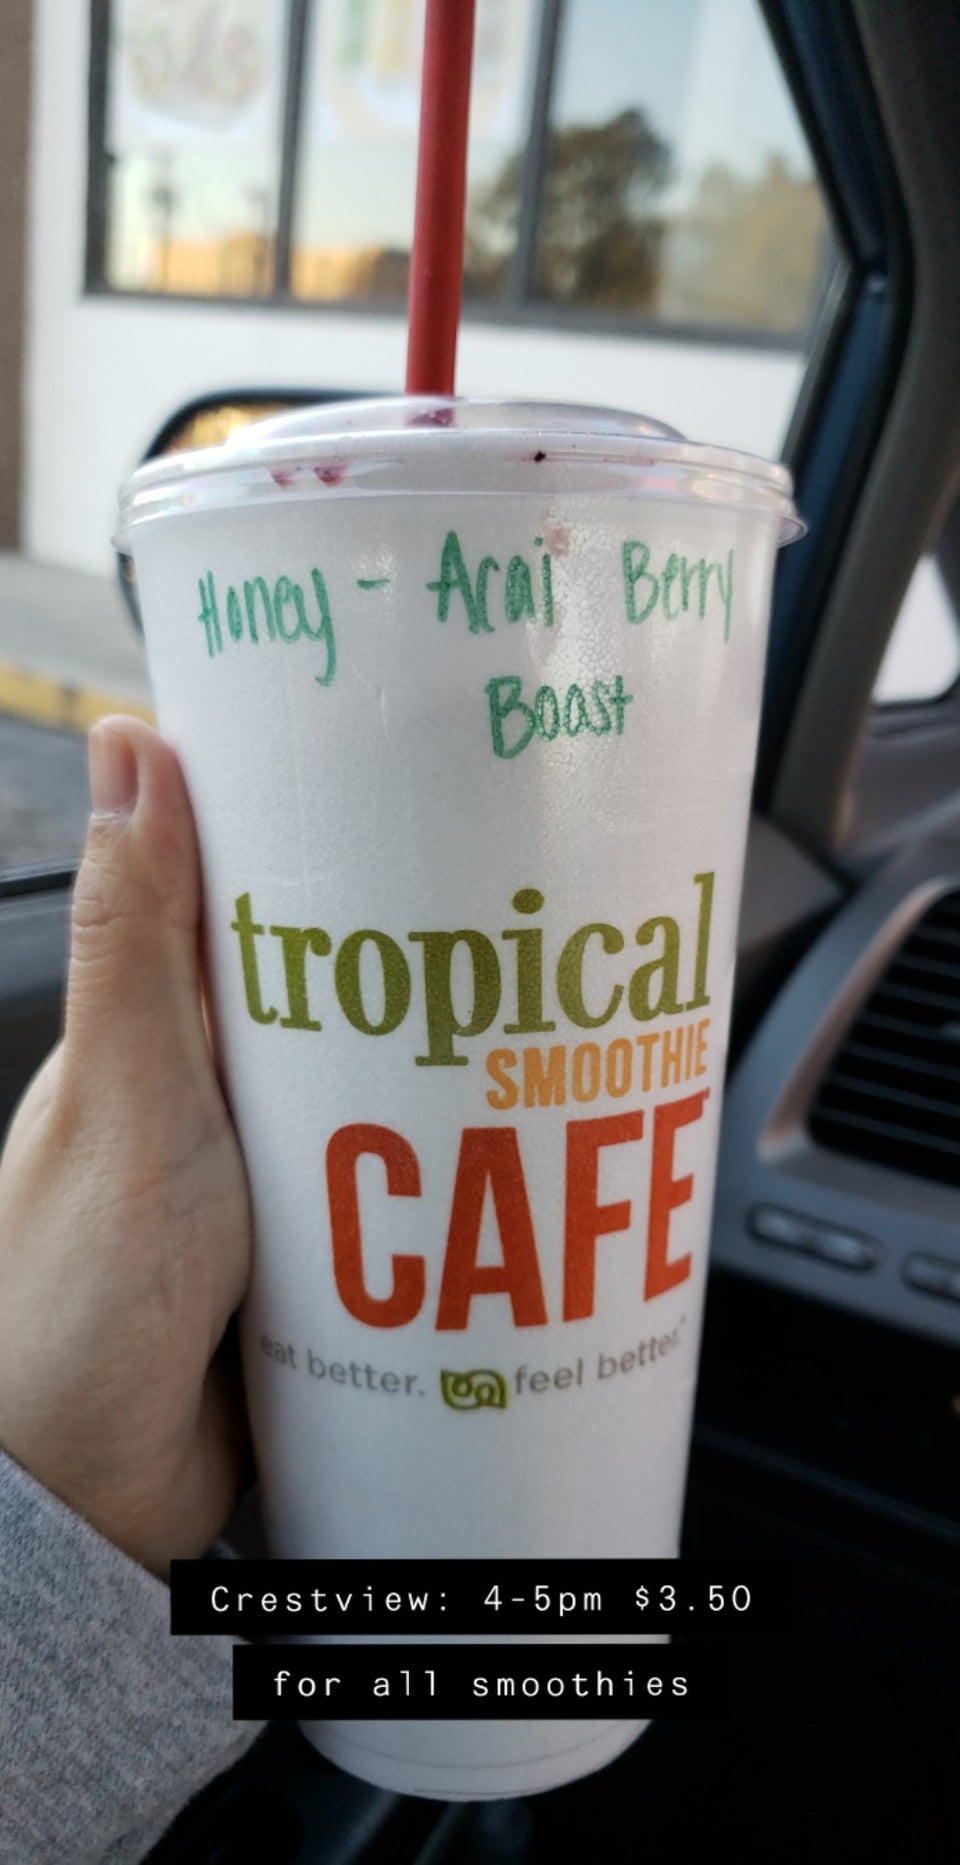 Honey - Acai Berry
Boost
tropical
SMOOTHIE
CAFE
eat better. feel better.
Crestview: 4-5pm $3.50
for all smoothies